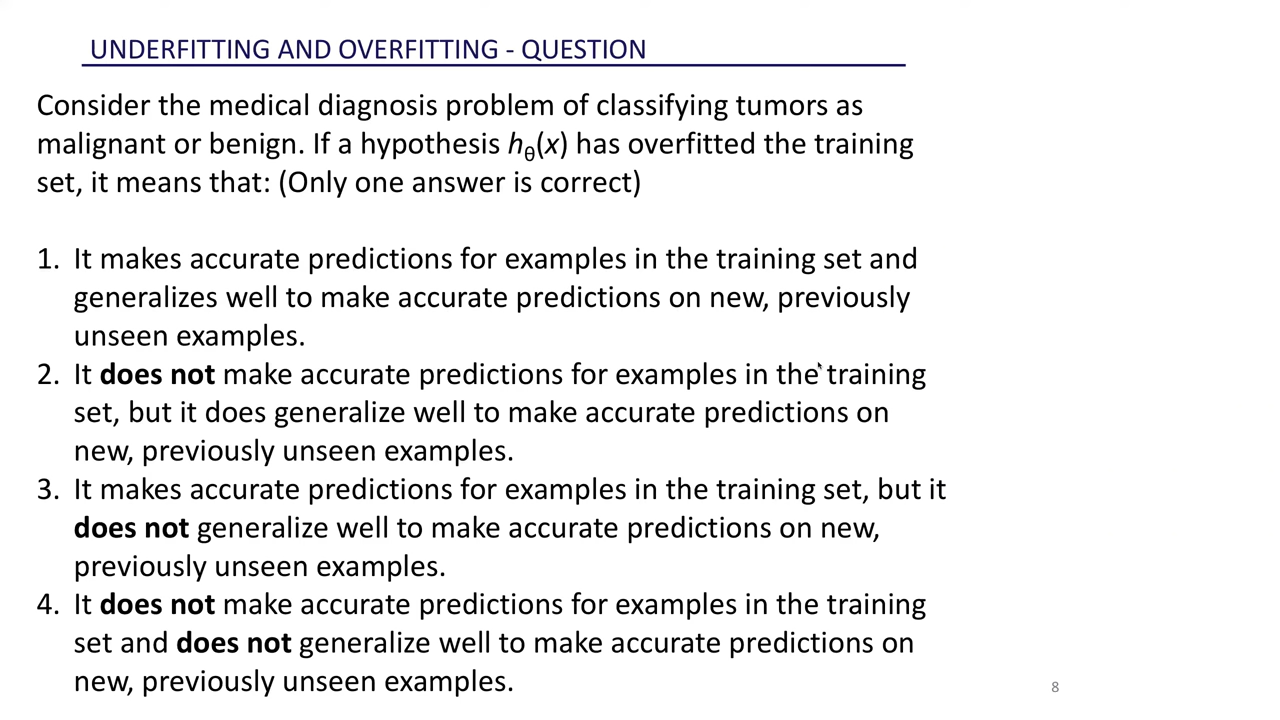 UNDERFITTING AND OVERFITTING - QUESTION
Consider the medical diagnosis problem of classifying tumors as
malignant or benign. If a hypothesis hθ(x) has overfitted the training
set, it means that: (Only one answer is correct)
1. It makes accurate predictions for examples in the training set and
generalizes well to make accurate predictions on new, previously
unseen examples.
2. It does not make accurate predictions for examples in the training
set, but it does generalize well to make accurate predictions on
new, previously unseen examples.
3. It makes accurate predictions for examples in the training set, but it
does not generalize well to make accurate predictions on new,
previously unseen examples.
4. It does not make accurate predictions for examples in the training
set and does not generalize well to make accurate predictions on
new, previously unseen examples.
8